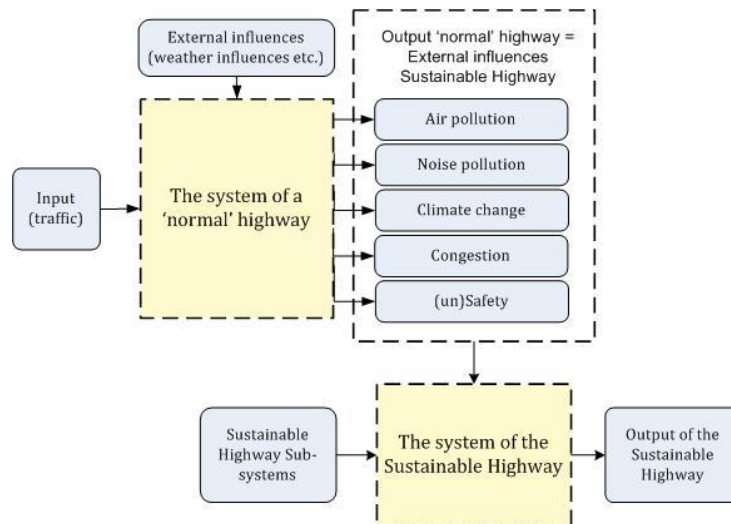 External influences
(weather influences etc.)
Output ‘normal’ highway =
External influences
Sustainable Highway
Air pollution
Noise pollution
Input
(traffic)
The system of a
‘normal’ highway
Climate change
Congestion
(un)Safety
Sustainable
Highway Sub-
systems
The system of the
Sustainable Highway
Output of the
Sustainable
Highway